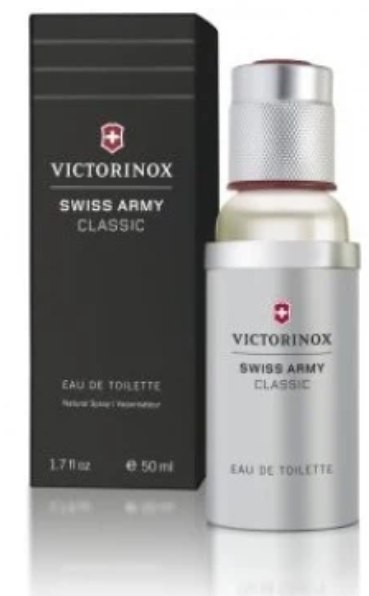 VICTORINOX
SWISS ARMY
CLASSIC
EAU DE TOILETTE
Natural Spray | Vaporisateur
1.7 fl oz ℮ 50 ml
VICTORINOX
SWISS ARMY
CLASSIC
EAU DE TOILETTE